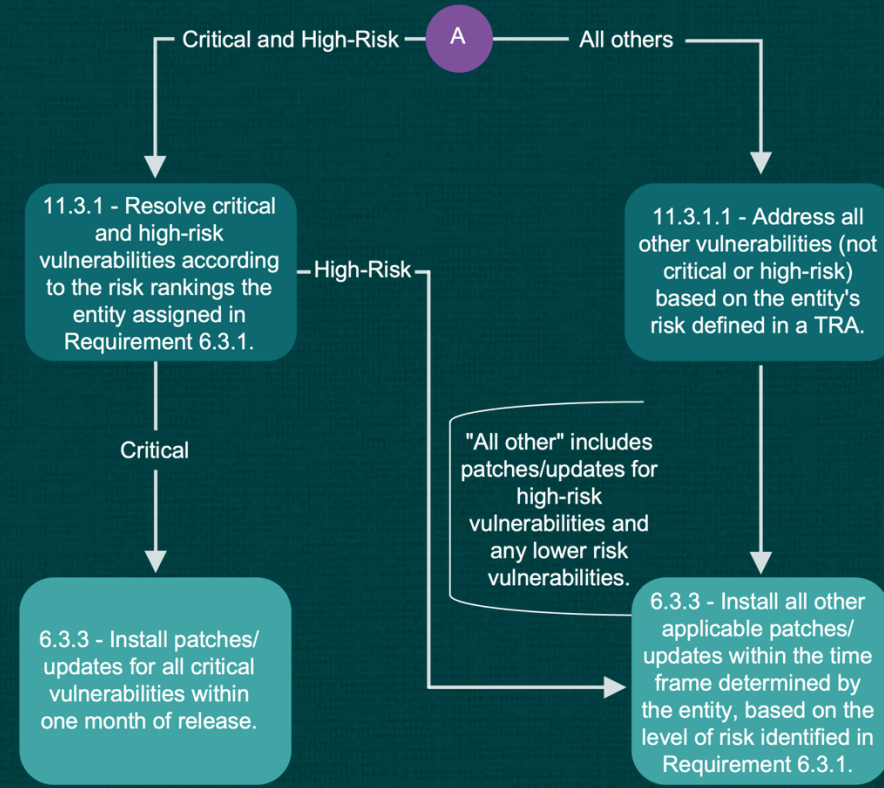 Critical and High-Risk
A
All others
11.3.1 - Resolve critical
and high-risk
vulnerabilities according
to the risk rankings the
entity assigned in
Requirement 6.3.1.
High-Risk
11.3.1.1 - Address all
other vulnerabilities (not
critical or high-risk)
based on the entity's
risk defined in a TRA.
Critical
"All other" includes
patches/updates for
high-risk
vulnerabilities and
any lower risk
vulnerabilities.
6.3.3 - Install patches/
updates for all critical
vulnerabilities within
one month of release.
6.3.3 - Install all other
applicable patches/
updates within the time
frame determined by
the entity, based on the
level of risk identified in
Requirement 6.3.1.